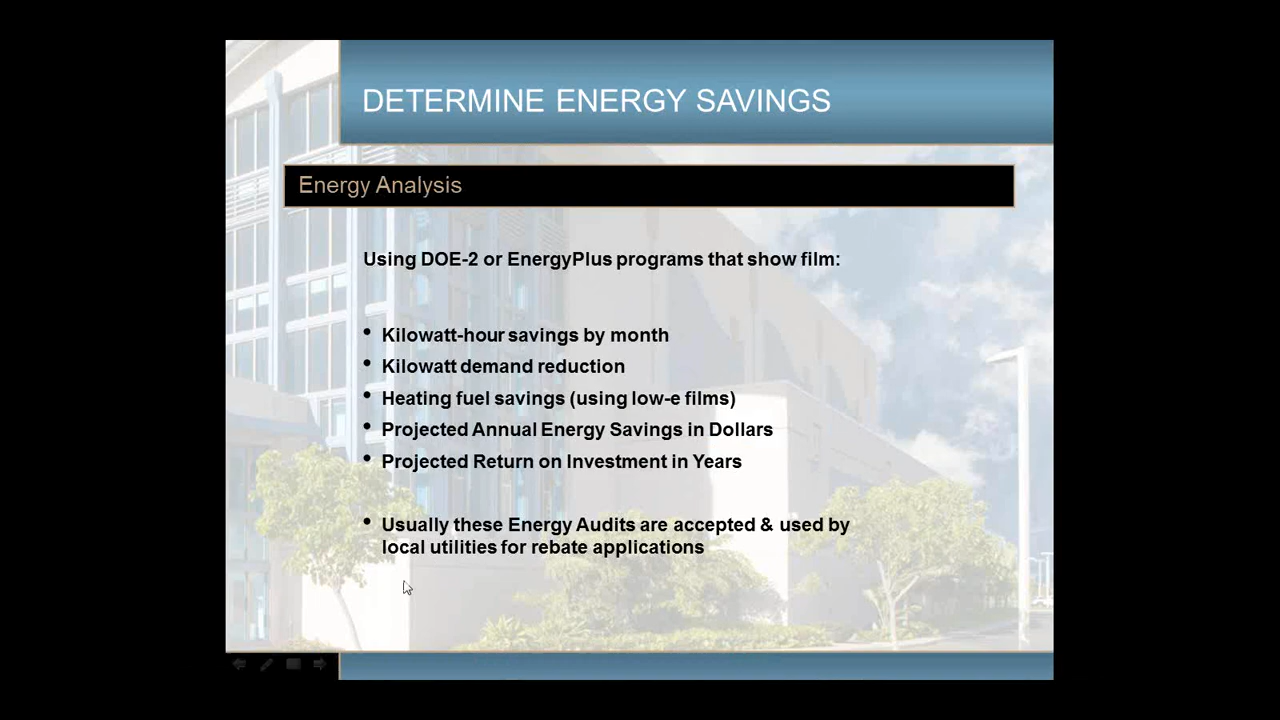 DETERMINE ENERGY SAVINGS
Energy Analysis
Using DOE-2 or EnergyPlus programs that show film:
• Kilowatt-hour savings by month
• Kilowatt demand reduction
• Heating fuel savings (using low-e films)
• Projected Annual Energy Savings in Dollars
• Projected Return on Investment in Years
• Usually these Energy Audits are accepted & used by
local utilities for rebate applications